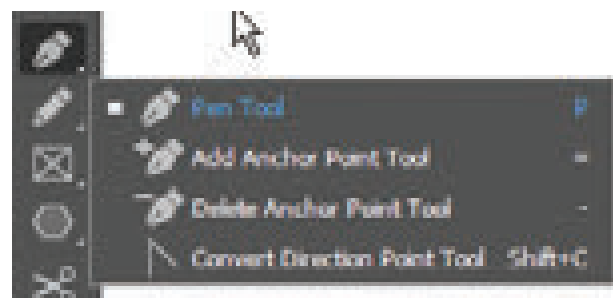 Pen Tool P
Add Anchor Point Tool =
Delete Anchor Point Tool -
Convert Direction Point Tool Shift+C